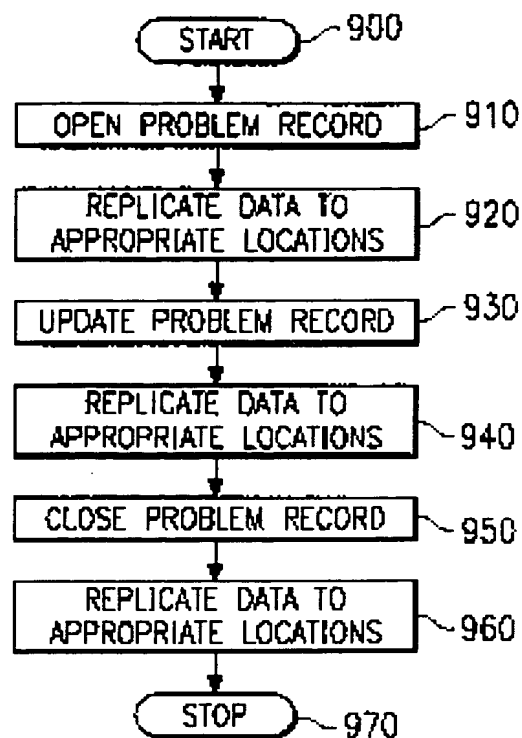 START
900
OPEN PROBLEM RECORD
910
REPLICATE DATA TO
APPROPRIATE LOCATIONS
920
UPDATE PROBLEM RECORD
930
REPLICATE DATA TO
APPROPRIATE LOCATIONS
940
CLOSE PROBLEM RECORD
950
REPLICATE DATA TO
APPROPRIATE LOCATIONS
960
STOP
970